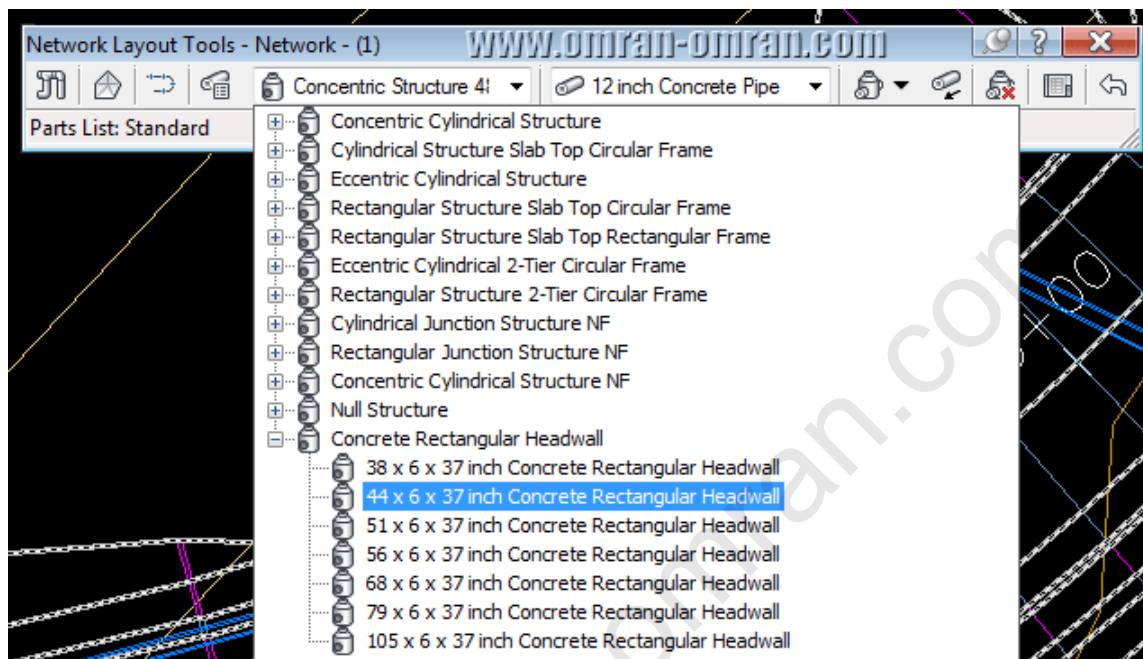 Network Layout Tools - Network - (1)
www.omran-omran.com
Concentric Structure 48
12 inch Concrete Pipe
Parts List: Standard
Concentric Cylindrical Structure
Cylindrical Structure Slab Top Circular Frame
Eccentric Cylindrical Structure
Rectangular Structure Slab Top Circular Frame
Rectangular Structure Slab Top Rectangular Frame
Eccentric Cylindrical 2-Tier Circular Frame
Rectangular Structure 2-Tier Circular Frame
Cylindrical Junction Structure NF
Rectangular Junction Structure NF
Concentric Cylindrical Structure NF
Null Structure
Concrete Rectangular Headwall
38 x 6 x 37 inch Concrete Rectangular Headwall
44 x 6 x 37 inch Concrete Rectangular Headwall
51 x 6 x 37 inch Concrete Rectangular Headwall
56 x 6 x 37 inch Concrete Rectangular Headwall
68 x 6 x 37 inch Concrete Rectangular Headwall
79 x 6 x 37 inch Concrete Rectangular Headwall
105 x 6 x 37 inch Concrete Rectangular Headwall
omran.com